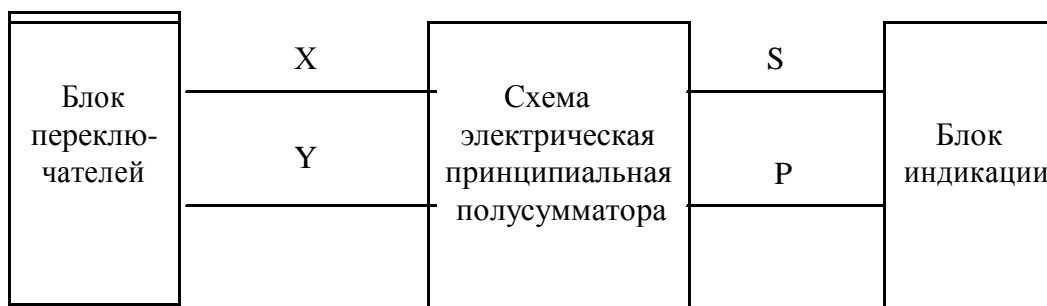 Блок
переклю-
чателей
X
Y
Схема
электрическая
принципиальная
полусумматора
S
P
Блок
индикации